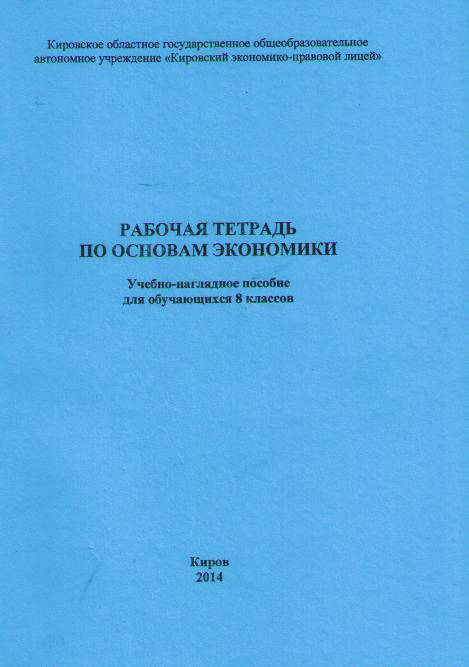 Кировское областное государственное общеобразовательное
автономное учреждение «Кировский экономико-правовой лицей»
РАБОЧАЯ ТЕТРАДЬ
ПО ОСНОВАМ ЭКОНОМИКИ
Учебно-наглядное пособие
для обучающихся 8 классов
Киров
2014